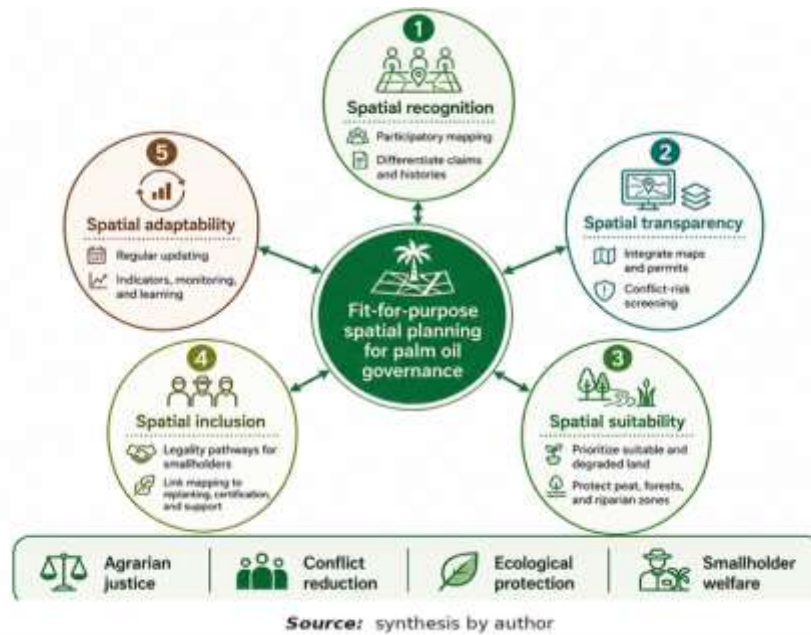 1
Spatial recognition
Participatory mapping
Differentiate claims
and histories
5
Spatial adaptability
Regular updating
Indicators, monitoring,
and learning
2
Spatial transparency
Integrate maps
and permits
Conflict-risk
screening
Fit-for-purpose
spatial planning
for palm oil
governance
4
Spatial inclusion
Legality pathways for
smallholders
Link mapping to
replanting, certification,
and support
3
Spatial suitability
Prioritize suitable and
degraded land
Protect peat, forests,
and riparian zones
Agrarian
justice
Conflict
reduction
Ecological
protection
Smallholder
welfare
Source: synthesis by author